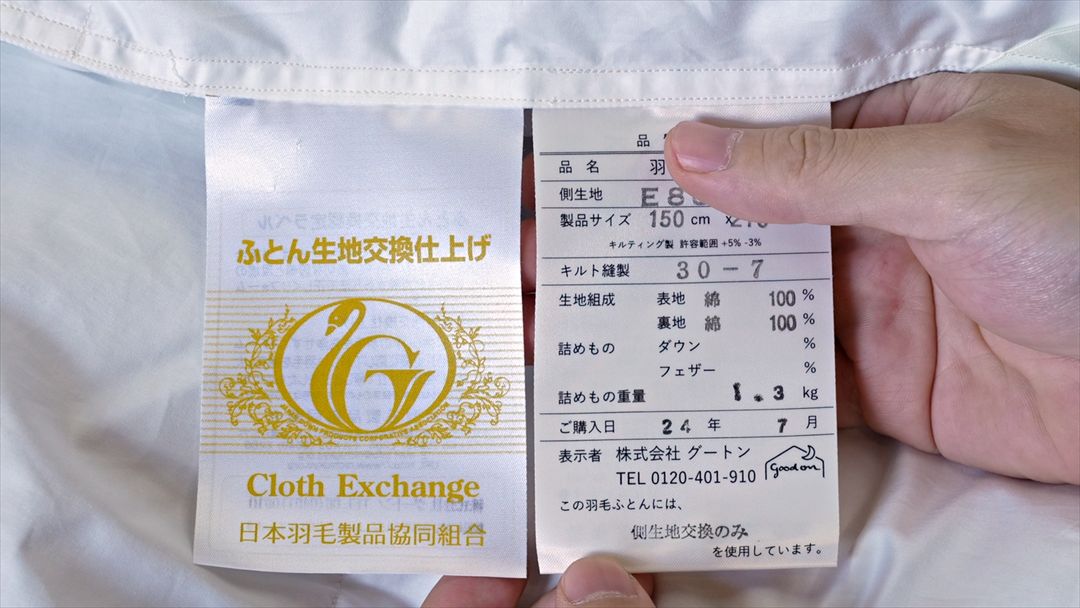 ふとん生地交換仕上げ
G
Cloth Exchange
日本羽毛製品協同組合
品
品 名 羽
側生地
製品サイズ 150 cm
キルティング製 許容範囲 +5% -3%
キルト縫製 30-7
生地組成 表地 綿 100 %
裏地 綿 100 %
詰めもの ダウン %
フェザー %
詰めもの重量 1.3 kg
ご購入日 24 年 7 月
表示者 株式会社 グートン
TEL 0120-401-910
Good on
この羽毛ふとんには、
側生地交換のみ
を使用しています。